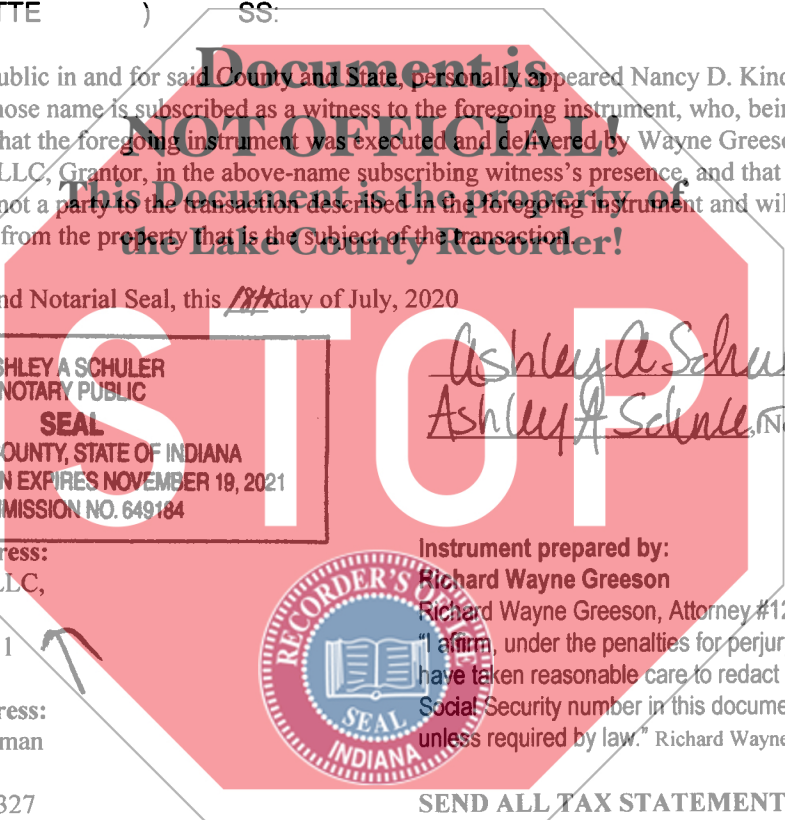 TTE ) SS:
Document is
ublic in and for said County and State, personally appeared Nancy D. Kinc
NOT OFFICIAL!
hose name is subscribed as a witness to the foregoing instrument, who, bein
hat the foregoing instrument was executed and delivered by Wayne Greeso
LLC, Grantor, in the above-name subscribing witness's presence, and that
This Document is the property of
not a party to the transaction described in the foregoing instrument and wil
the Lake County Recorder!
from the property that is the subject of the transaction.
nd Notarial Seal, this 18th day of July, 2020
STOP
SHLEY A SCHULER
NOTARY PUBLIC
SEAL
OUNTY, STATE OF INDIANA
N EXPIRES NOVEMBER 19, 2021
MISSION NO. 649184
Ashley A Schu
Ashley A Schule, (No
ress:
LLC,
1
ress:
man
327
RECORDER'S OFFICE
SEAL
INDIANA
Instrument prepared by:
Richard Wayne Greeson
Richard Wayne Greeson, Attorney #12
"I affirm, under the penalties for perjur
have taken reasonable care to redact
Social Security number in this docume
unless required by law." Richard Wayne
SEND ALL TAX STATEMENT